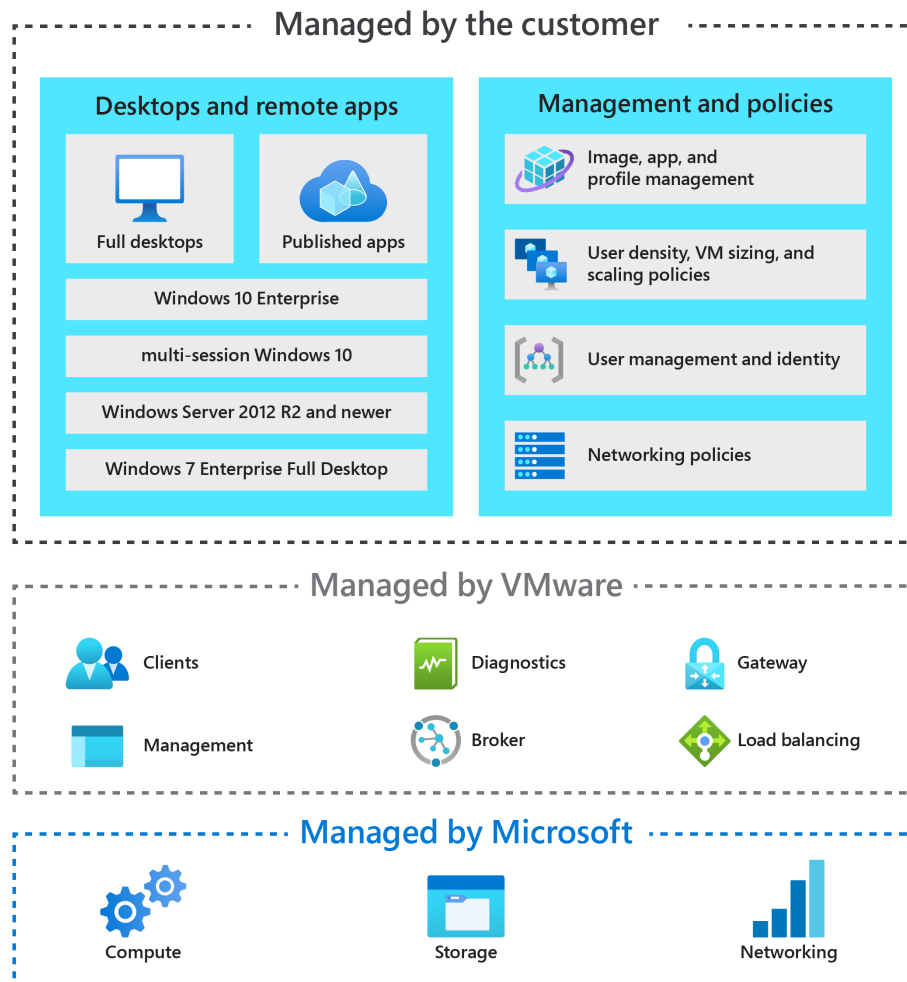 Managed by the customer
Desktops and remote apps
Full desktops
Published apps
Windows 10 Enterprise
multi-session Windows 10
Windows Server 2012 R2 and newer
Windows 7 Enterprise Full Desktop
Management and policies
Image, app, and
profile management
User density, VM sizing, and
scaling policies
User management and identity
Networking policies
Managed by VMware
Clients
Diagnostics
Gateway
Management
Broker
Load balancing
Managed by Microsoft
Compute
Storage
Networking